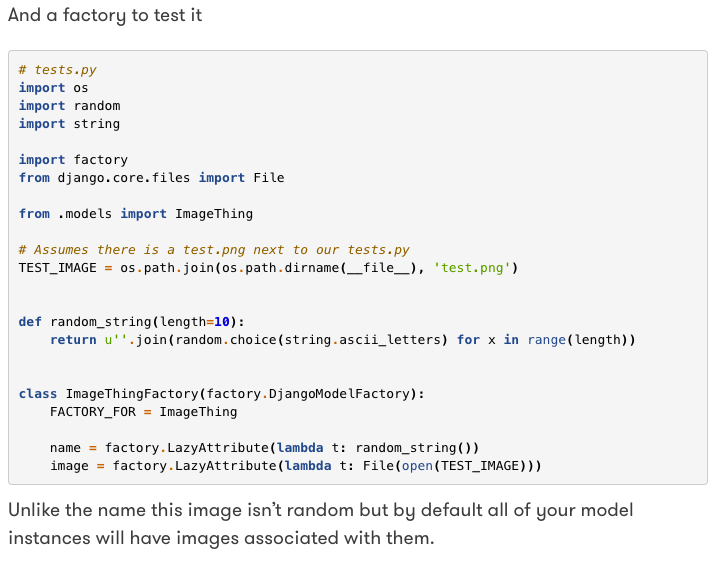 And a factory to test it
# tests.py
import os
import random
import string
import factory
from django.core.files import File
from .models import ImageThing
# Assumes there is a test.png next to our tests.py
TEST_IMAGE = os.path.join(os.path.dirname(__file__), 'test.png')
def random_string(length=10):
    return u''.join(random.choice(string.ascii_letters) for x in range(length))
class ImageThingFactory(factory.DjangoModelFactory):
    FACTORY_FOR = ImageThing
    name = factory.LazyAttribute(lambda t: random_string())
    image = factory.LazyAttribute(lambda t: File(open(TEST_IMAGE)))
Unlike the name this image isn’t random but by default all of your model
instances will have images associated with them.